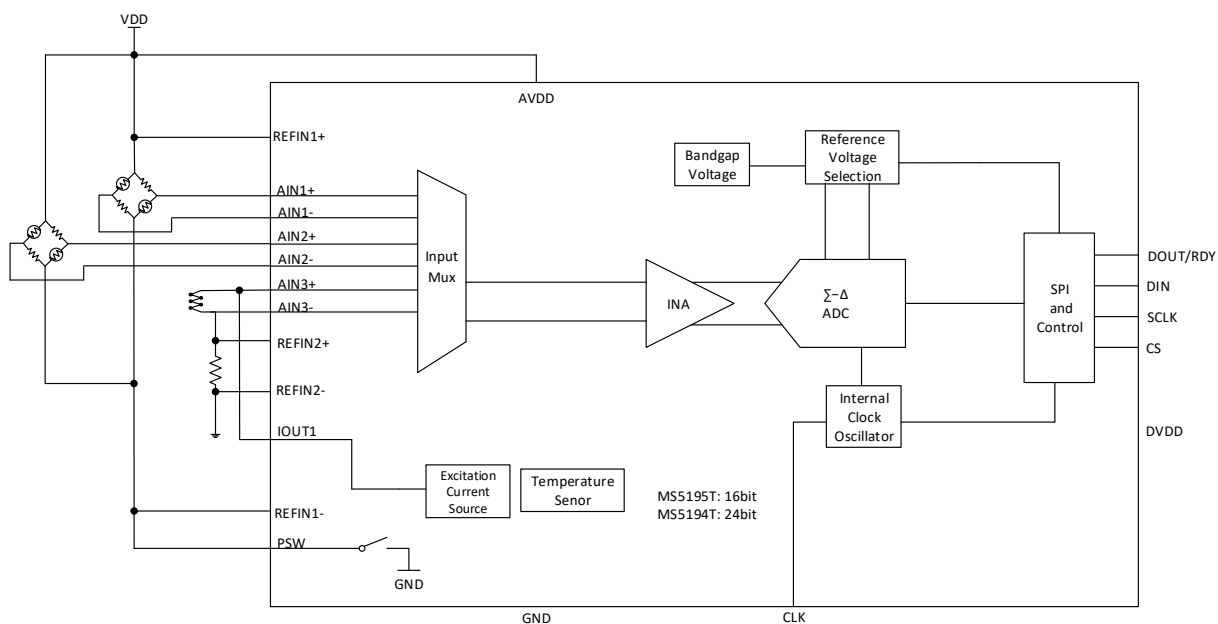 VDD
AVDD
REFIN1+
Reference
Voltage
Selection
Bandgap
Voltage
AIN1+
AIN1-
AIN2+
AIN2-
AIN3+
AIN3-
REFIN2+
REFIN2-
IOUT1
REFIN1-
PSW
GND
Input
Mux
INA
∑−Δ
ADC
SPI
and
Control
DOUT/RDY
DIN
SCLK
CS
Internal
Clock
Oscillator
DVDD
Excitation
Current
Source
Temperature
Senor
MS5195T: 16bit
MS5194T: 24bit
GND
CLK